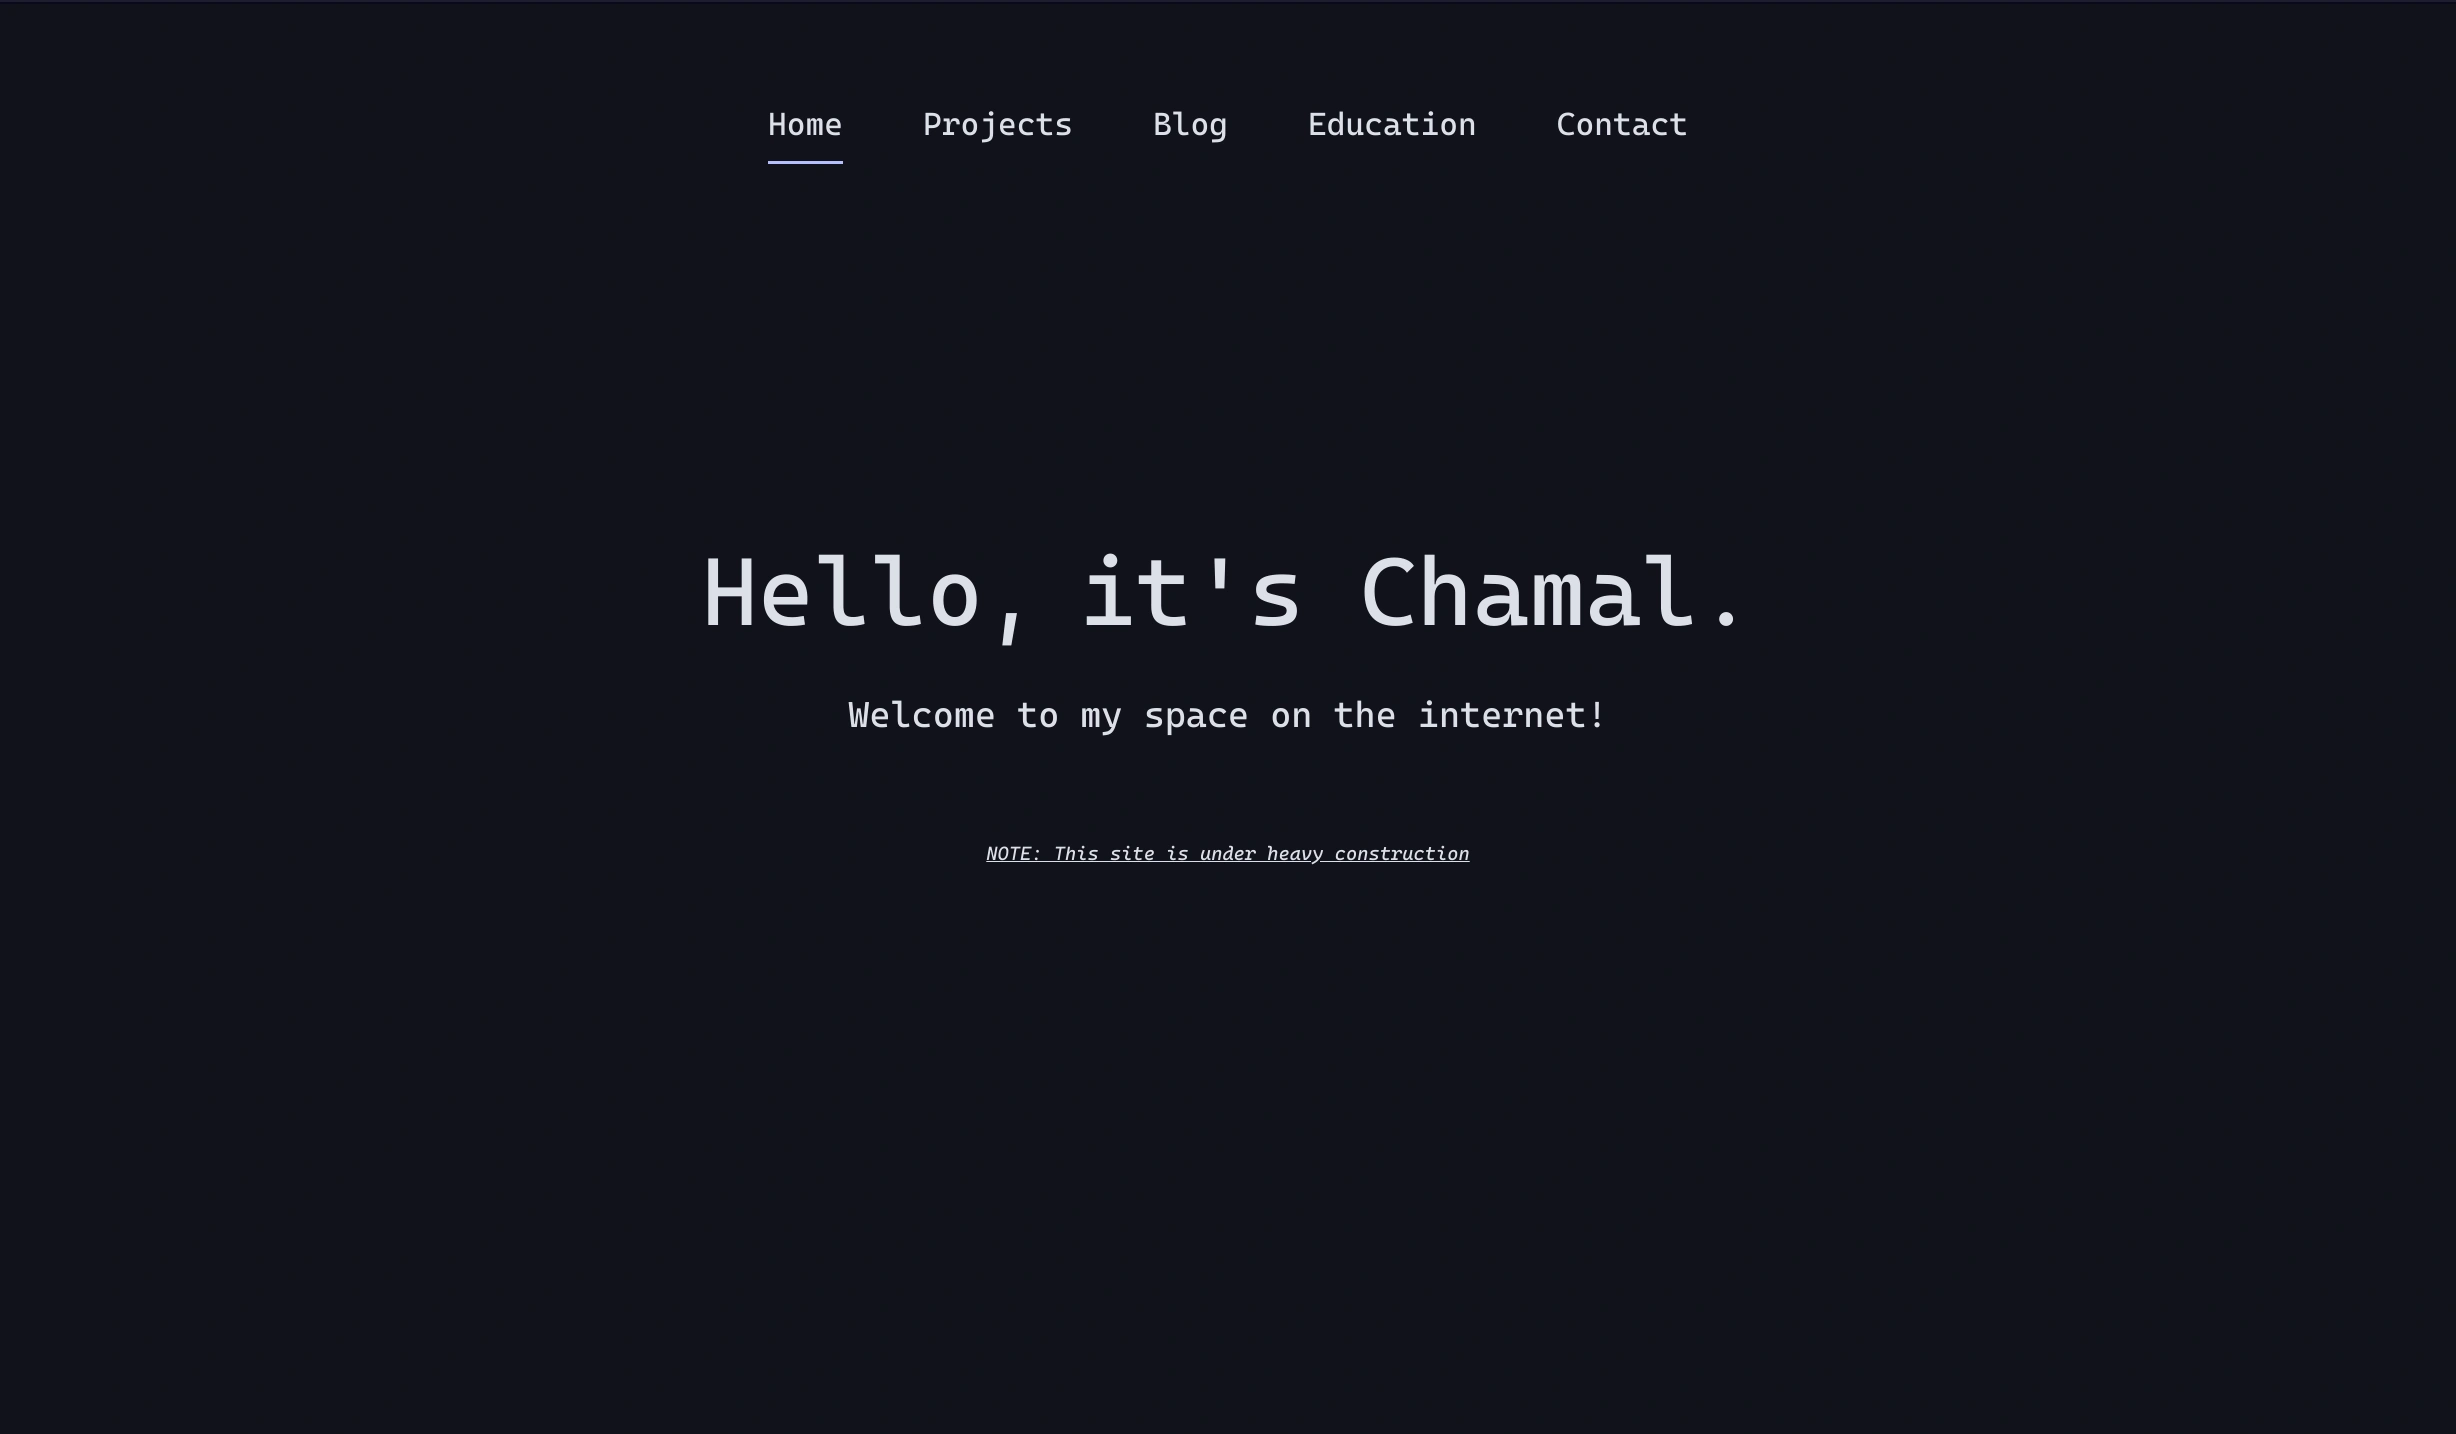 Home Projects Blog Education Contact
Hello, it's Chamal.
Welcome to my space on the internet!
NOTE: This site is under heavy construction